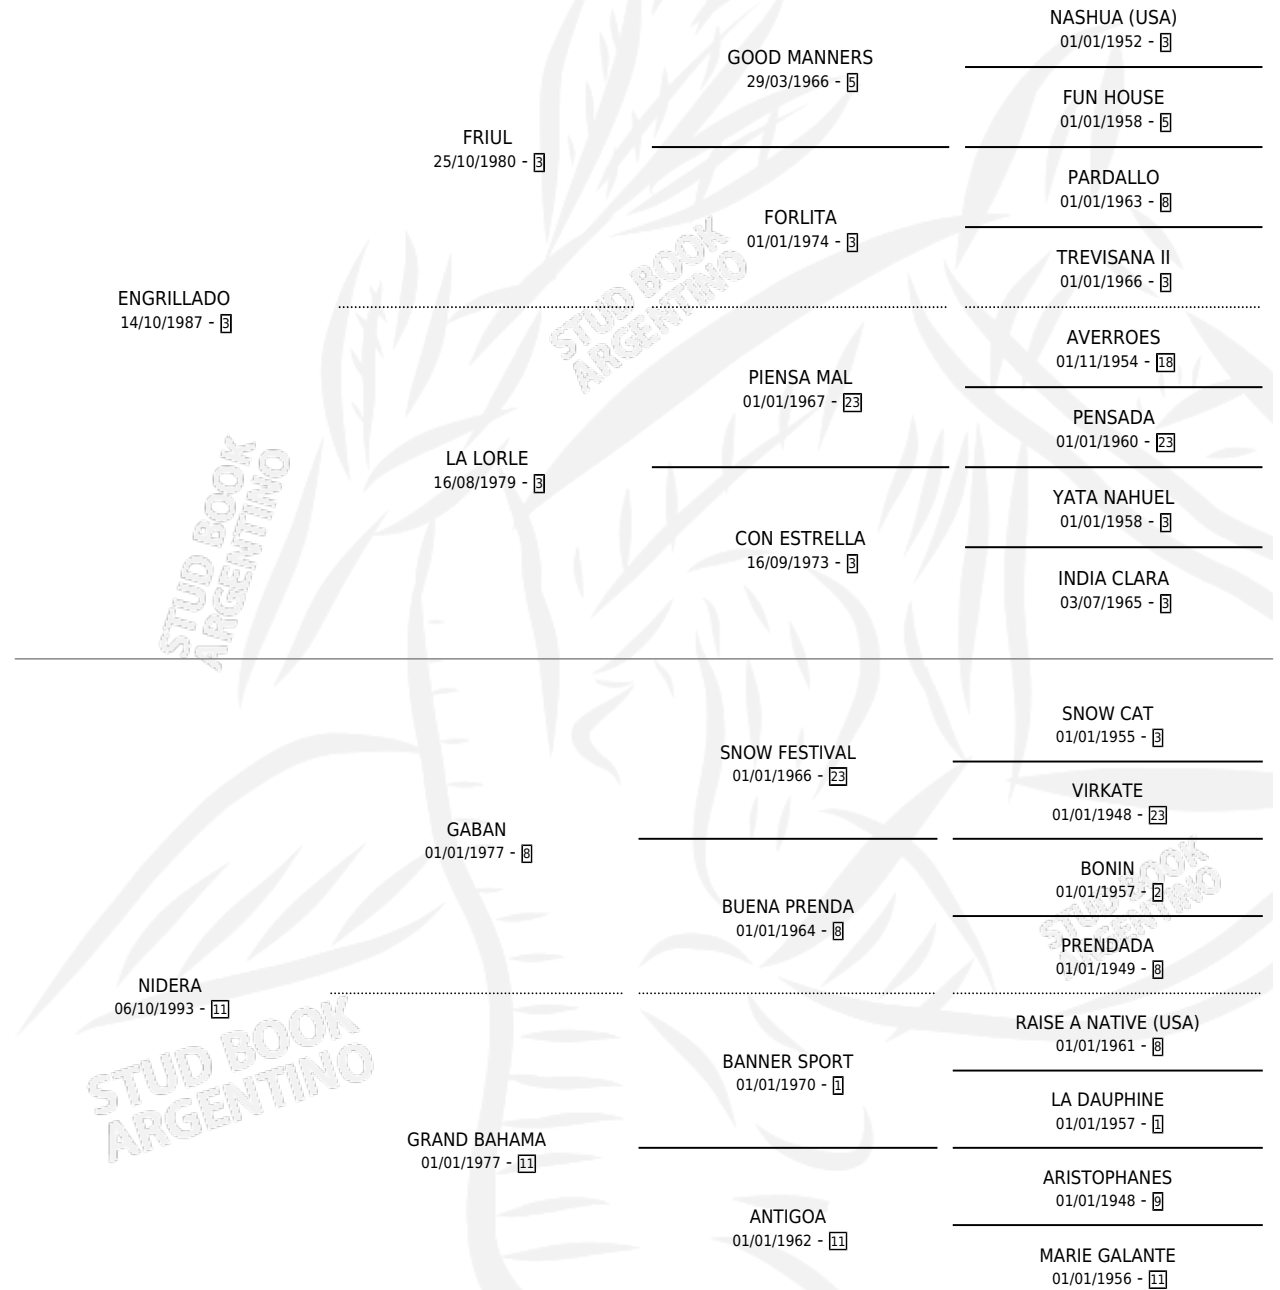 NASHUA (USA)
01/01/1952 - 3
GOOD MANNERS
29/03/1966 - 5
FUN HOUSE
01/01/1958 - 5
FRIUL
25/10/1980 - 3
PARDALLO
01/01/1963 - 8
FORLITA
01/01/1974 - 3
TREVISANA II
01/01/1966 - 3
ENGRILLADO
14/10/1987 - 3
STUD BOOK
ARGENTINO
AVERROES
01/11/1954 - 18
PIENSA MAL
01/01/1967 - 23
PENSADA
01/01/1960 - 23
LA LORLE
16/08/1979 - 3
YATA NAHUEL
01/01/1958 - 3
CON ESTRELLA
16/09/1973 - 3
INDIA CLARA
03/07/1965 - 3
STUD BOOK
ARGENTINO
SNOW CAT
01/01/1955 - 3
SNOW FESTIVAL
01/01/1966 - 23
VIRKATE
01/01/1948 - 23
GABAN
01/01/1977 - 8
BONIN
01/01/1957 - 2
STUD BOOK
ARGENTINO
BUENA PRENDA
01/01/1964 - 8
PRENDADA
01/01/1949 - 8
NIDERA
06/10/1993 - 11
RAISE A NATIVE (USA)
01/01/1961 - 8
BANNER SPORT
01/01/1970 - 1
LA DAUPHINE
01/01/1957 - 1
STUD BOOK
ARGENTINO
GRAND BAHAMA
01/01/1977 - 11
ARISTOPHANES
01/01/1948 - 9
ANTIGOA
01/01/1962 - 11
MARIE GALANTE
01/01/1956 - 11